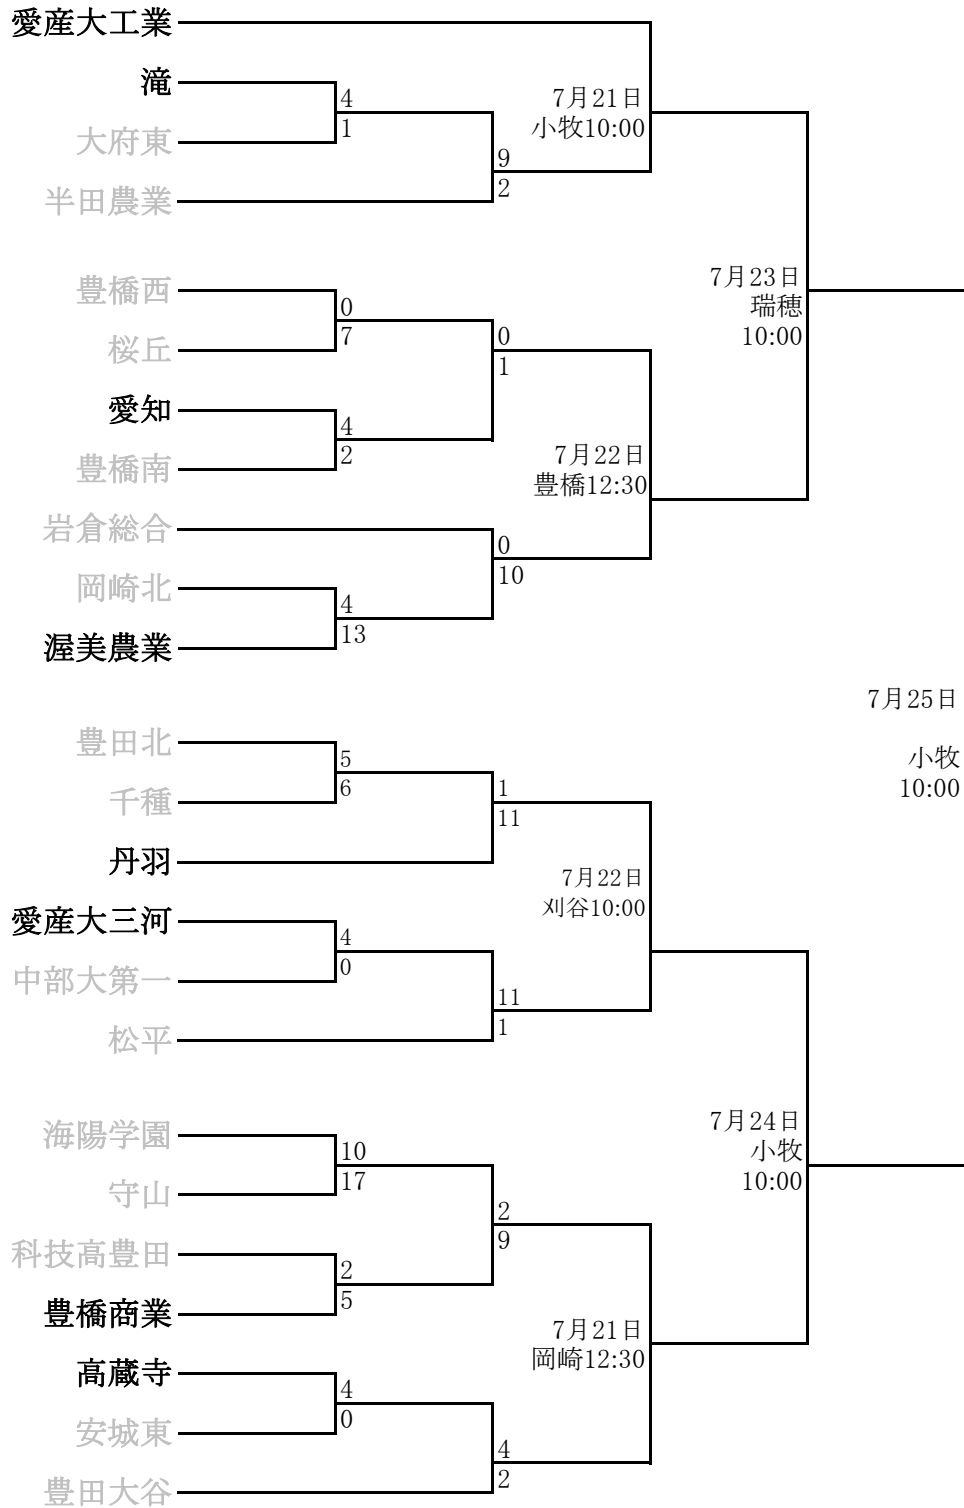 愛産大工業
滝
4
1
大府東
半田農業
9
2
7月21日
小牧10:00
豊橋西
0
7
桜丘
0
1
愛知
4
2
豊橋南
7月22日
豊橋12:30
岩倉総合
0
10
岡崎北
4
13
渥美農業
7月23日
瑞穂
10:00
7月25日
小牧
10:00
豊田北
5
6
千種
1
11
丹羽
7月22日
刈谷10:00
愛産大三河
4
0
中部大第一
11
1
松平
海陽学園
10
17
守山
2
9
科技高豊田
2
5
豊橋商業
7月24日
小牧
10:00
7月21日
岡崎12:30
高蔵寺
4
0
安城東
4
2
豊田大谷